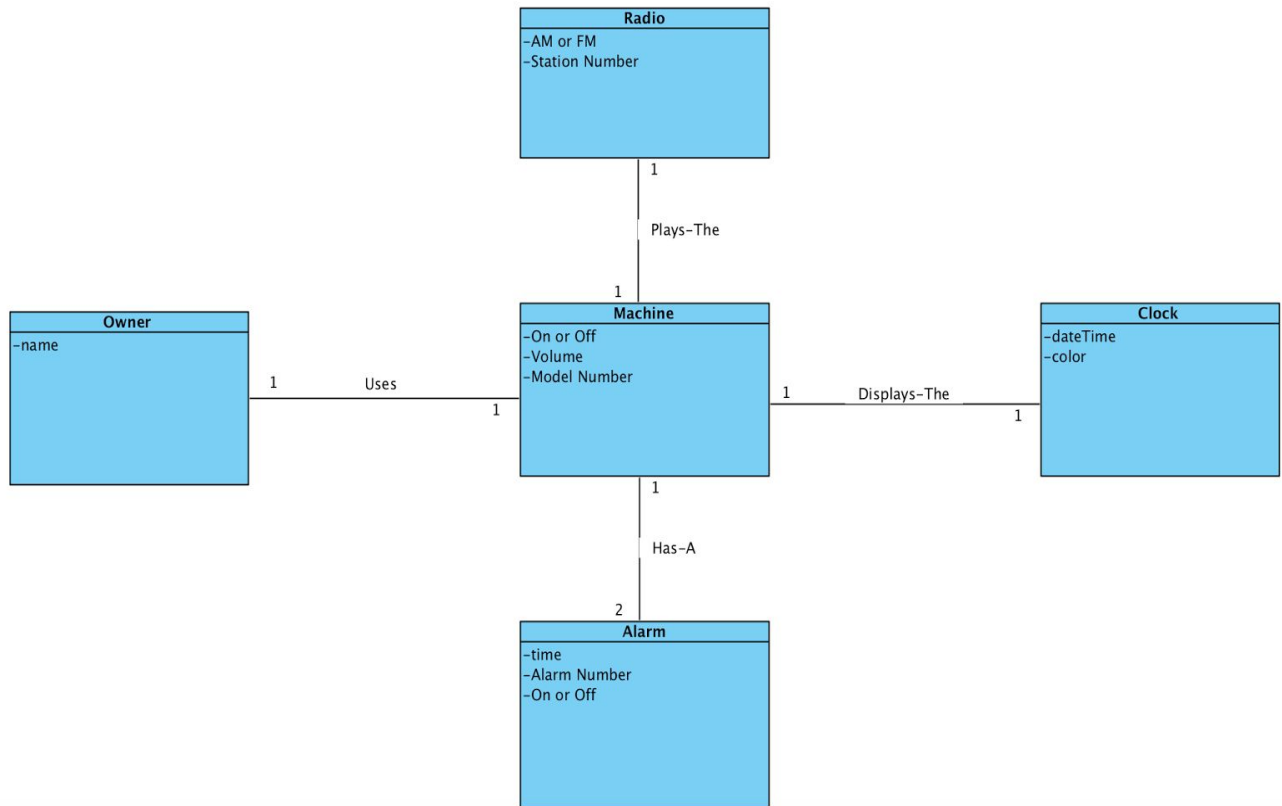 Radio
-AM or FM
-Station Number
1
Plays-The
1
Owner
-name
1
Uses
1
Machine
-On or Off
-Volume
-Model Number
1
Displays-The
1
Clock
-dateTime
-color
1
Has-A
2
Alarm
-time
-Alarm Number
-On or Off